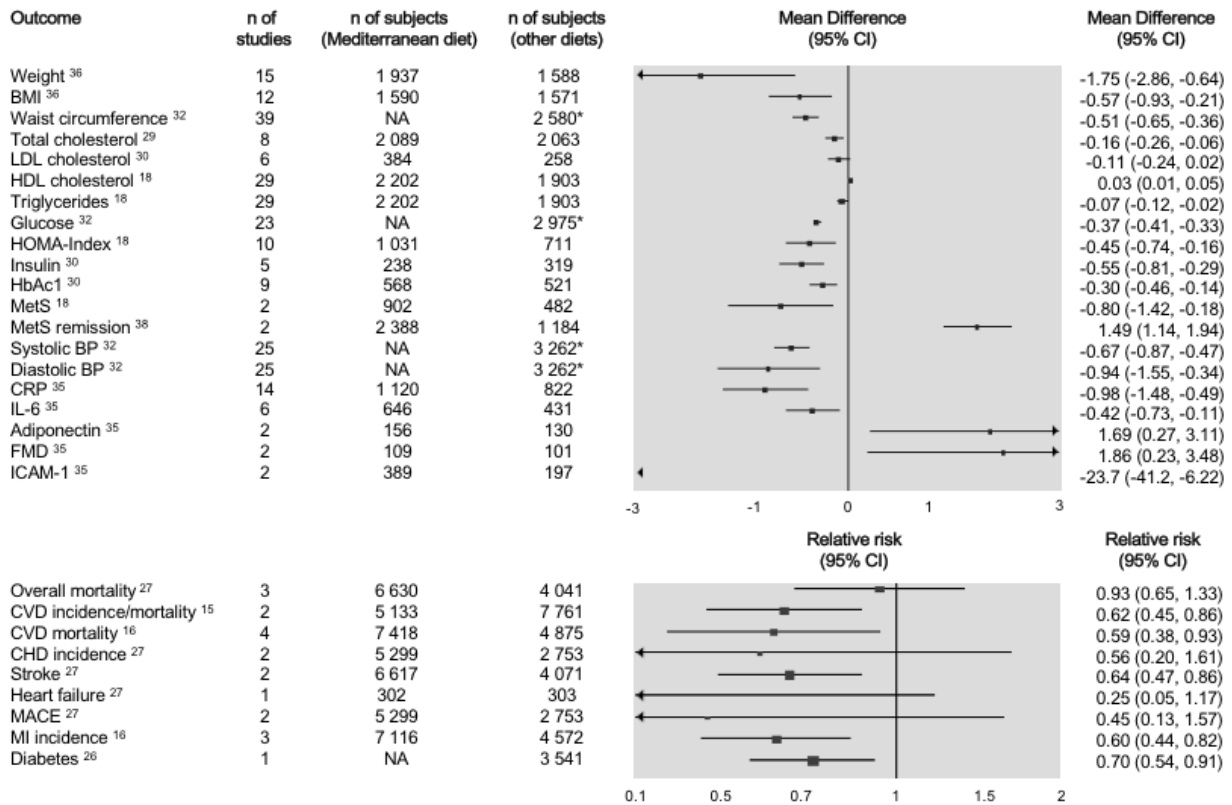 Outcome n of studies n of subjects (Mediterranean diet) n of subjects (other diets) Mean Difference (95% CI) Mean Difference (95% CI)
Weight 36 15 1 937 1 588 -1.75 (-2.86, -0.64)
BMI 36 12 1 590 1 571 -0.57 (-0.93, -0.21)
Waist circumference 32 39 NA 2 580* -0.51 (-0.65, -0.36)
Total cholesterol 29 8 2 089 2 063 -0.16 (-0.26, -0.06)
LDL cholesterol 30 6 384 258 -0.11 (-0.24, 0.02)
HDL cholesterol 18 29 2 202 1 903 0.03 (0.01, 0.05)
Triglycerides 18 29 2 202 1 903 -0.07 (-0.12, -0.02)
Glucose 32 23 NA 2 975* -0.37 (-0.41, -0.33)
HOMA-Index 18 10 1 031 711 -0.45 (-0.74, -0.16)
Insulin 30 5 238 319 -0.55 (-0.81, -0.29)
HbAc1 30 9 568 521 -0.30 (-0.46, -0.14)
MetS 18 2 902 482 -0.80 (-1.42, -0.18)
MetS remission 38 2 2 388 1 184 1.49 (1.14, 1.94)
Systolic BP 32 25 NA 3 262* -0.67 (-0.87, -0.47)
Diastolic BP 32 25 NA 3 262* -0.94 (-1.55, -0.34)
CRP 35 14 1 120 822 -0.98 (-1.48, -0.49)
IL-6 35 6 646 431 -0.42 (-0.73, -0.11)
Adiponectin 35 2 156 130 1.69 (0.27, 3.11)
FMD 35 2 109 101 1.86 (0.23, 3.48)
ICAM-1 35 2 389 197 -23.7 (-41.2, -6.22)
-3 -1 0 1 3
Relative risk (95% CI) Relative risk (95% CI)
Overall mortality 27 3 6 630 4 041 0.93 (0.65, 1.33)
CVD incidence/mortality 15 2 5 133 7 761 0.62 (0.45, 0.86)
CVD mortality 16 4 7 418 4 875 0.59 (0.38, 0.93)
CHD incidence 27 2 5 299 2 753 0.56 (0.20, 1.61)
Stroke 27 2 6 617 4 071 0.64 (0.47, 0.86)
Heart failure 27 1 302 303 0.25 (0.05, 1.17)
MACE 27 2 5 299 2 753 0.45 (0.13, 1.57)
MI incidence 16 3 7 116 4 572 0.60 (0.44, 0.82)
Diabetes 26 1 NA 3 541 0.70 (0.54, 0.91)
0.1 0.5 0.7 1 1.5 2